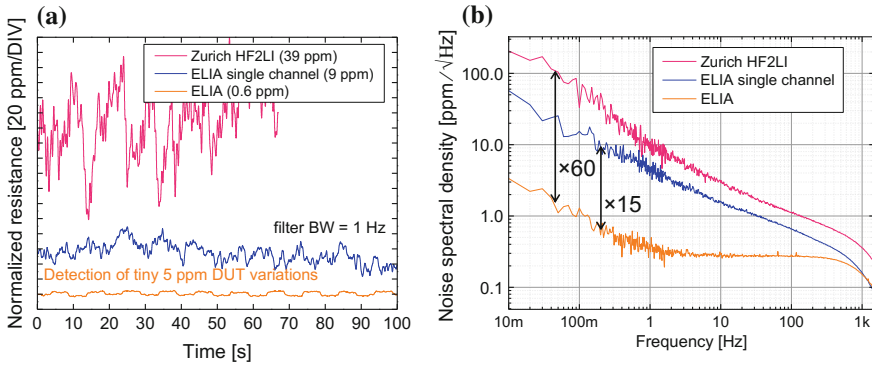 (a)
Normalized resistance [20 ppm/DIV]
Zurich HF2LI (39 ppm)
ELIA single channel (9 ppm)
ELIA (0.6 ppm)
filter BW = 1 Hz
Detection of tiny 5 ppm DUT variations
0 10 20 30 40 50 60 70 80 90 100
Time [s]
(b)
Noise spectral density [ppm/√Hz]
Zurich HF2LI
ELIA single channel
ELIA
100.0
10.0
1.0
0.1
×60
×15
10m 100m 1 10 100 1k
Frequency [Hz]